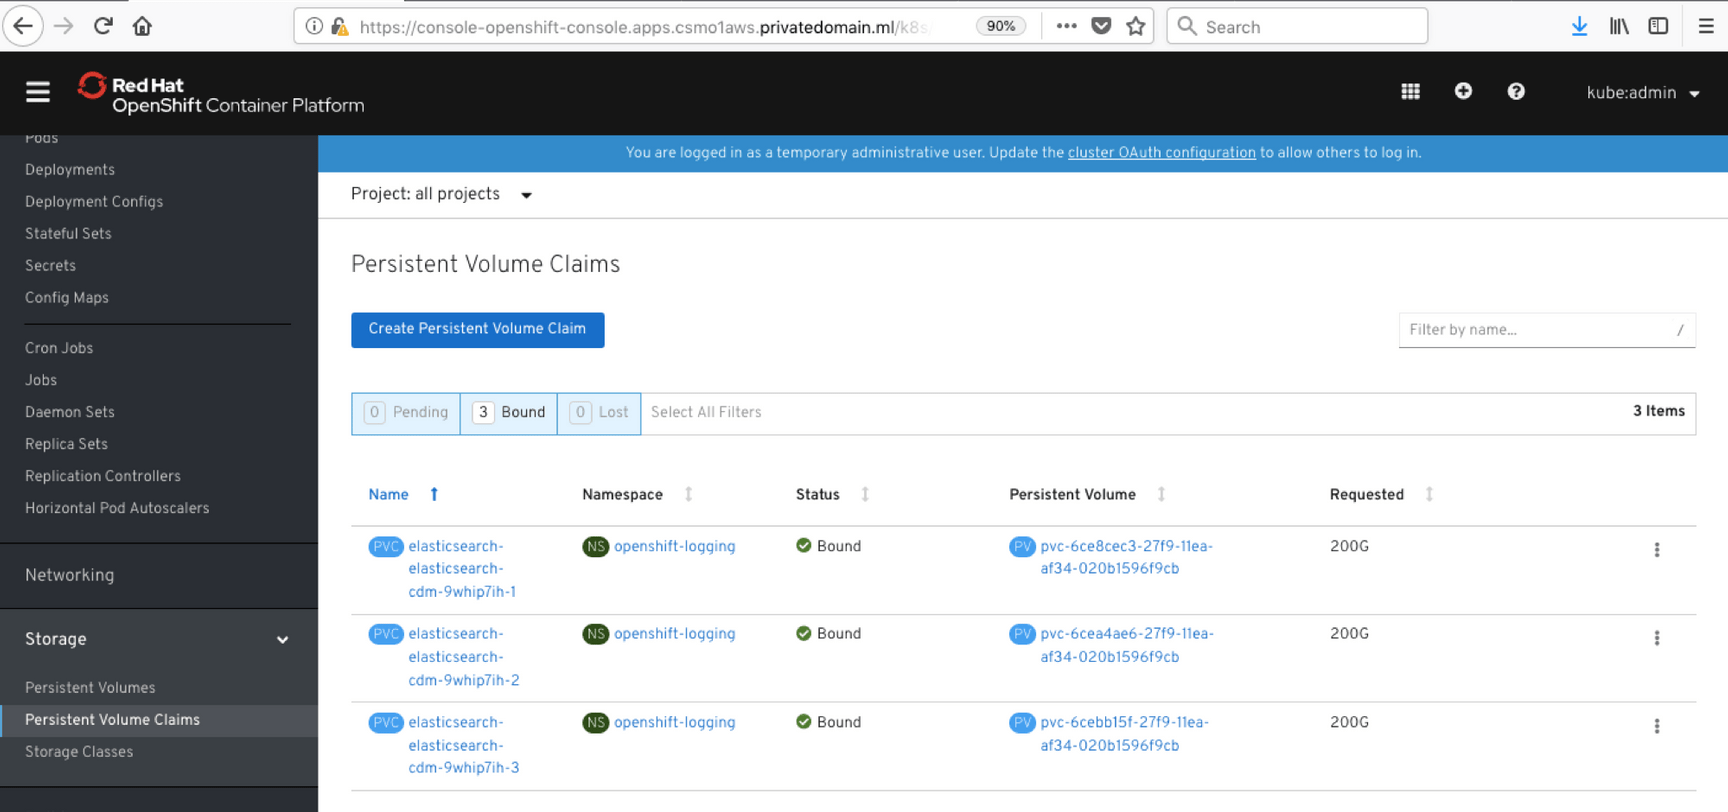 https://console-openshift-console.apps.csmo1aws.privatedomain.ml/k8s
90%
Search
Red Hat
OpenShift Container Platform
kube:admin
Pods
Deployments
Deployment Configs
Stateful Sets
Secrets
Config Maps
Cron Jobs
Jobs
Daemon Sets
Replica Sets
Replication Controllers
Horizontal Pod Autoscalers
Networking
Storage
Persistent Volumes
Persistent Volume Claims
Storage Classes
You are logged in as a temporary administrative user. Update the cluster OAuth configuration to allow others to log in.
Project: all projects
Persistent Volume Claims
Create Persistent Volume Claim
Filter by name... /
0 Pending 3 Bound 0 Lost Select All Filters 3 Items
Name Namespace Status Persistent Volume Requested
PVC elasticsearch- NS openshift-logging Bound PV pvc-6ce8cec3-27f9-11ea- 200G
elasticsearch- af34-020b1596f9cb
cdm-9whip7ih-1
PVC elasticsearch- NS openshift-logging Bound PV pvc-6cea4ae6-27f9-11ea- 200G
elasticsearch- af34-020b1596f9cb
cdm-9whip7ih-2
PVC elasticsearch- NS openshift-logging Bound PV pvc-6cebb15f-27f9-11ea- 200G
elasticsearch- af34-020b1596f9cb
cdm-9whip7ih-3